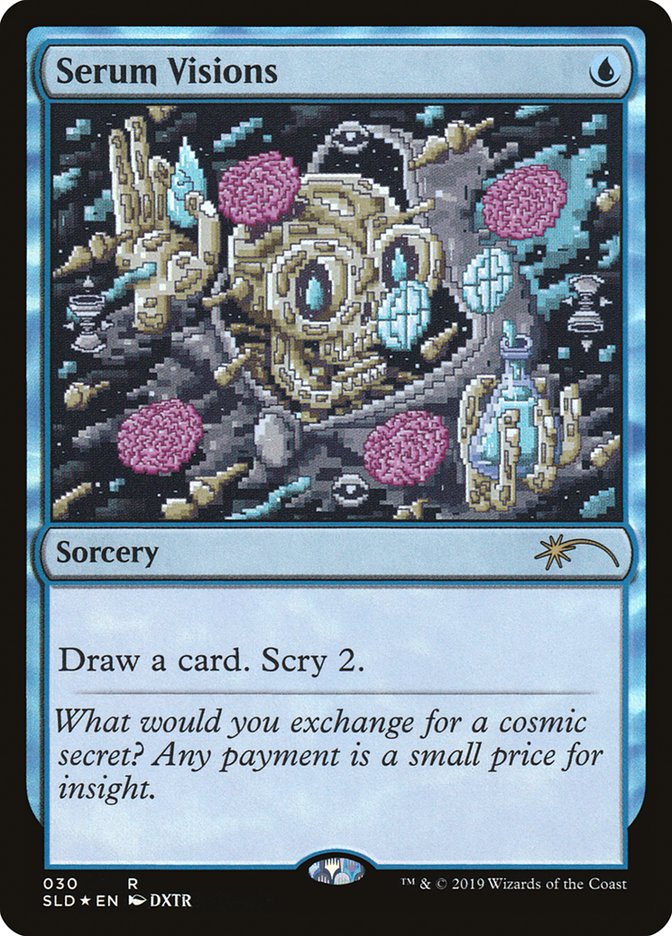 Serum Visions
Sorcery
Draw a card. Scry 2.
What would you exchange for a cosmic
secret? Any payment is a small price for
insight.
030 R
SLD ★ EN DXTR
™ & © 2019 Wizards of the Coast